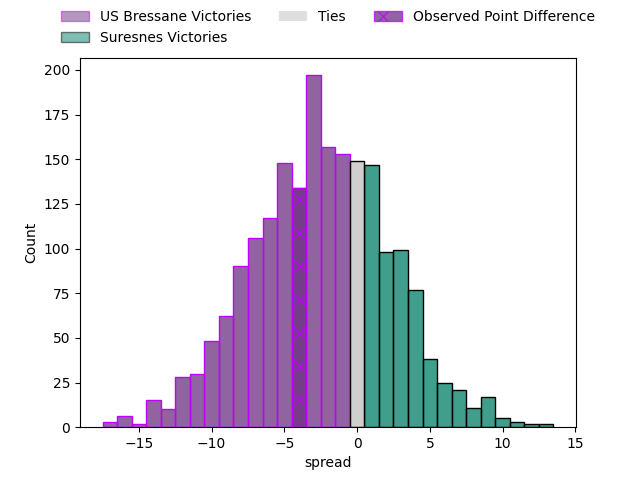 US Bressane Victories
Suresnes Victories
Ties
Observed Point Difference
200
175
150
125
100
75
50
25
0
Count
−15
−10
−5
0
5
10
15
spread